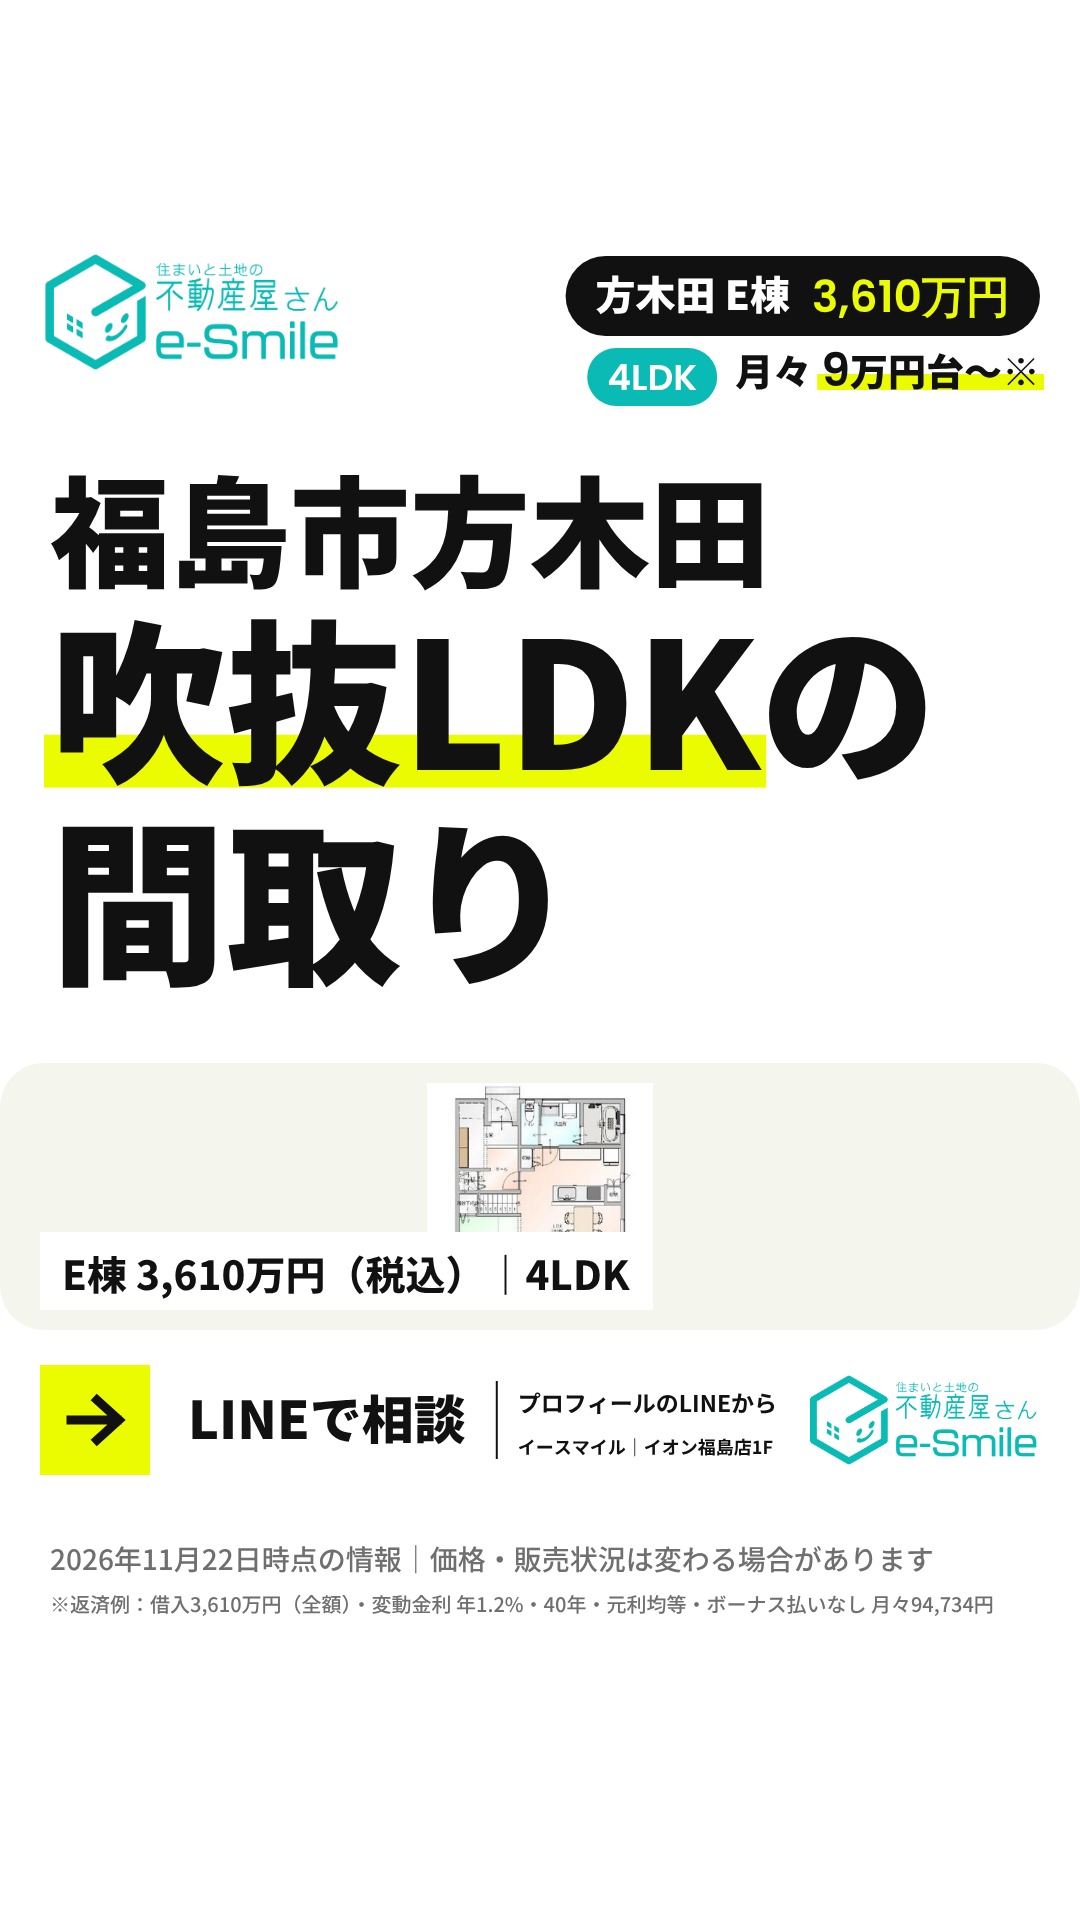 住まいと土地の
不動産屋さん
e-Smile
方木田 E棟 3,610万円
4LDK 月々 9万円台〜※
福島市方木田
吹抜LDKの
間取り
E棟 3,610万円（税込）｜4LDK
LINEで相談
プロフィールのLINEから
イースマイル｜イオン福島店1F
住まいと土地の
不動産屋さん
e-Smile
2026年11月22日時点の情報｜価格・販売状況は変わる場合があります
※返済例：借入3,610万円（全額）・変動金利 年1.2%・40年・元利均等・ボーナス払いなし 月々94,734円